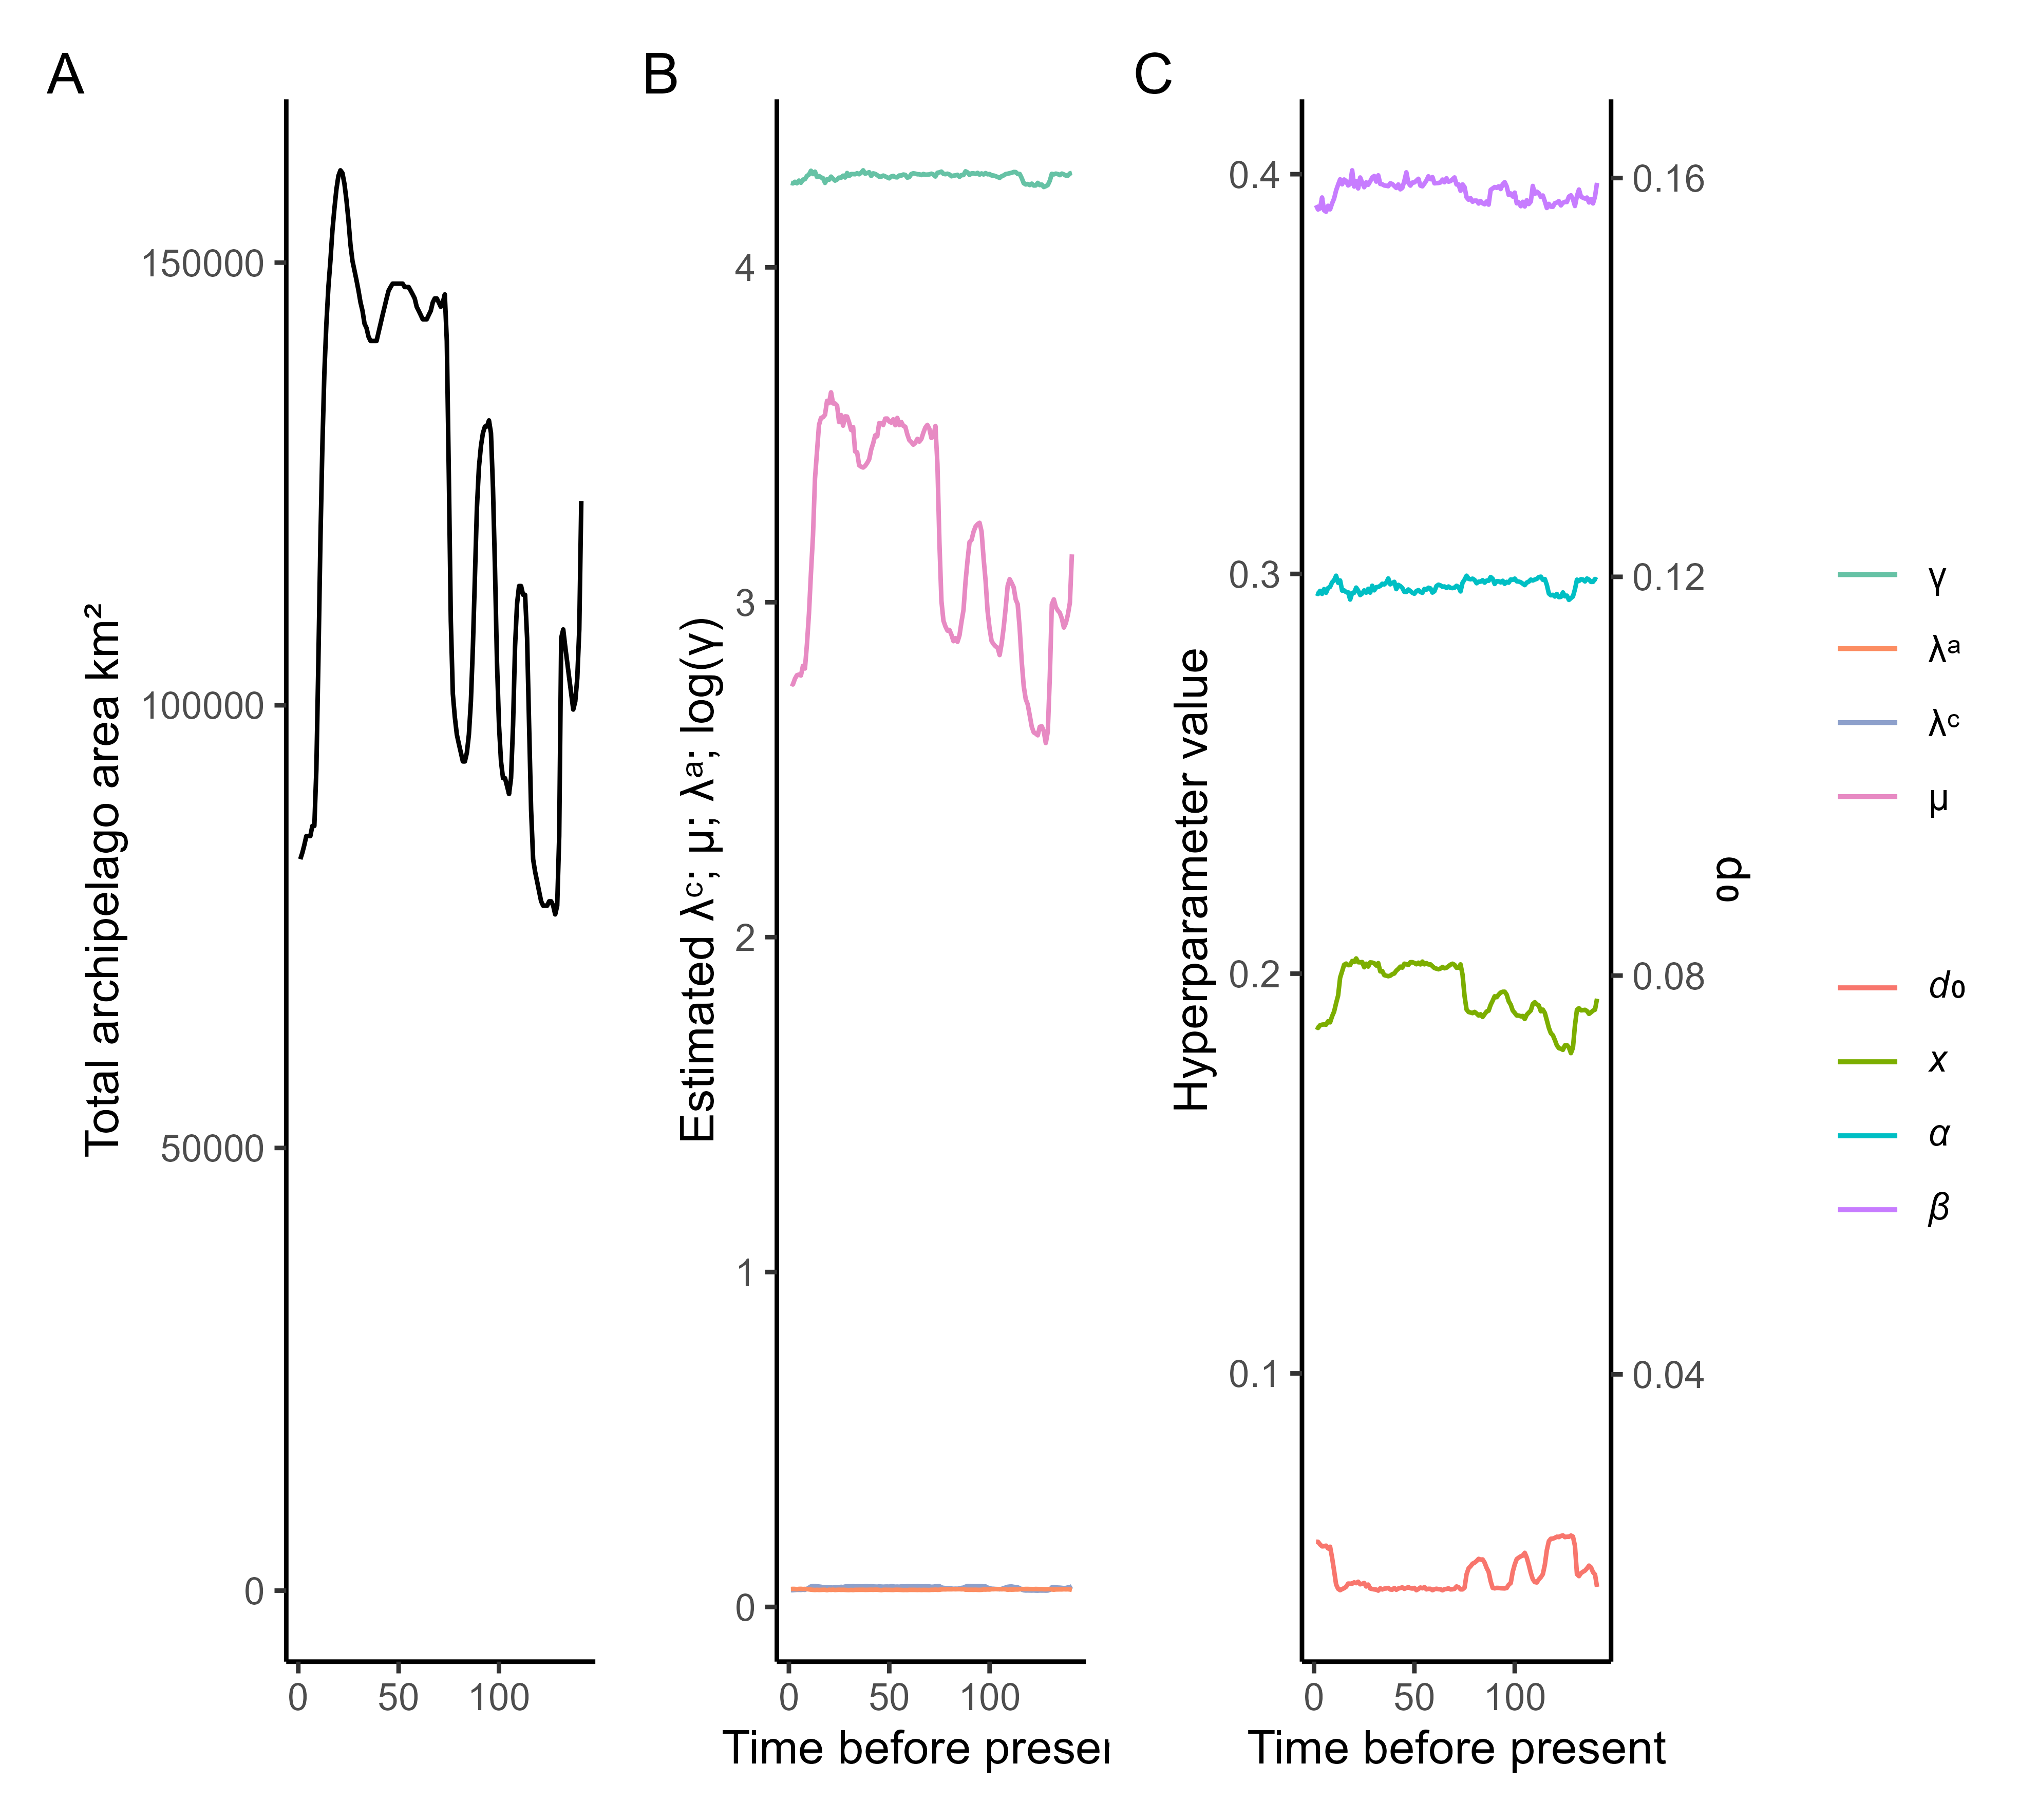 A
B
C
Total archipelago area km²
150000
100000
50000
0
0
50
100
Estimated λᶜ; μ; λᵃ; log(γ)
4
3
2
1
0
0
50
100
Time before preser
Hyperparameter value
0.4
0.3
0.2
0.1
0
50
100
Time before present
0.16
0.12
0.08
0.04
d₀
γ
λᵃ
λᶜ
μ
d₀
x
α
β